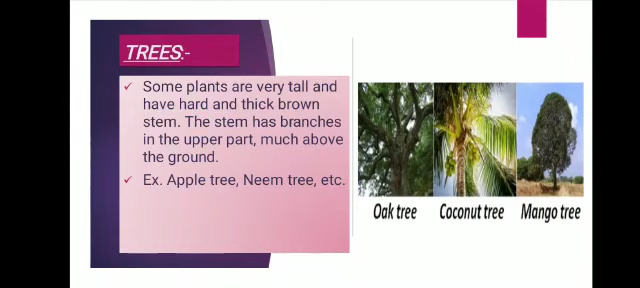 TREES:-
✓ Some plants are very tall and
have hard and thick brown
stem. The stem has branches
in the upper part, much above
the ground.
✓ Ex. Apple tree, Neem tree, etc.
Oak tree Coconut tree Mango tree